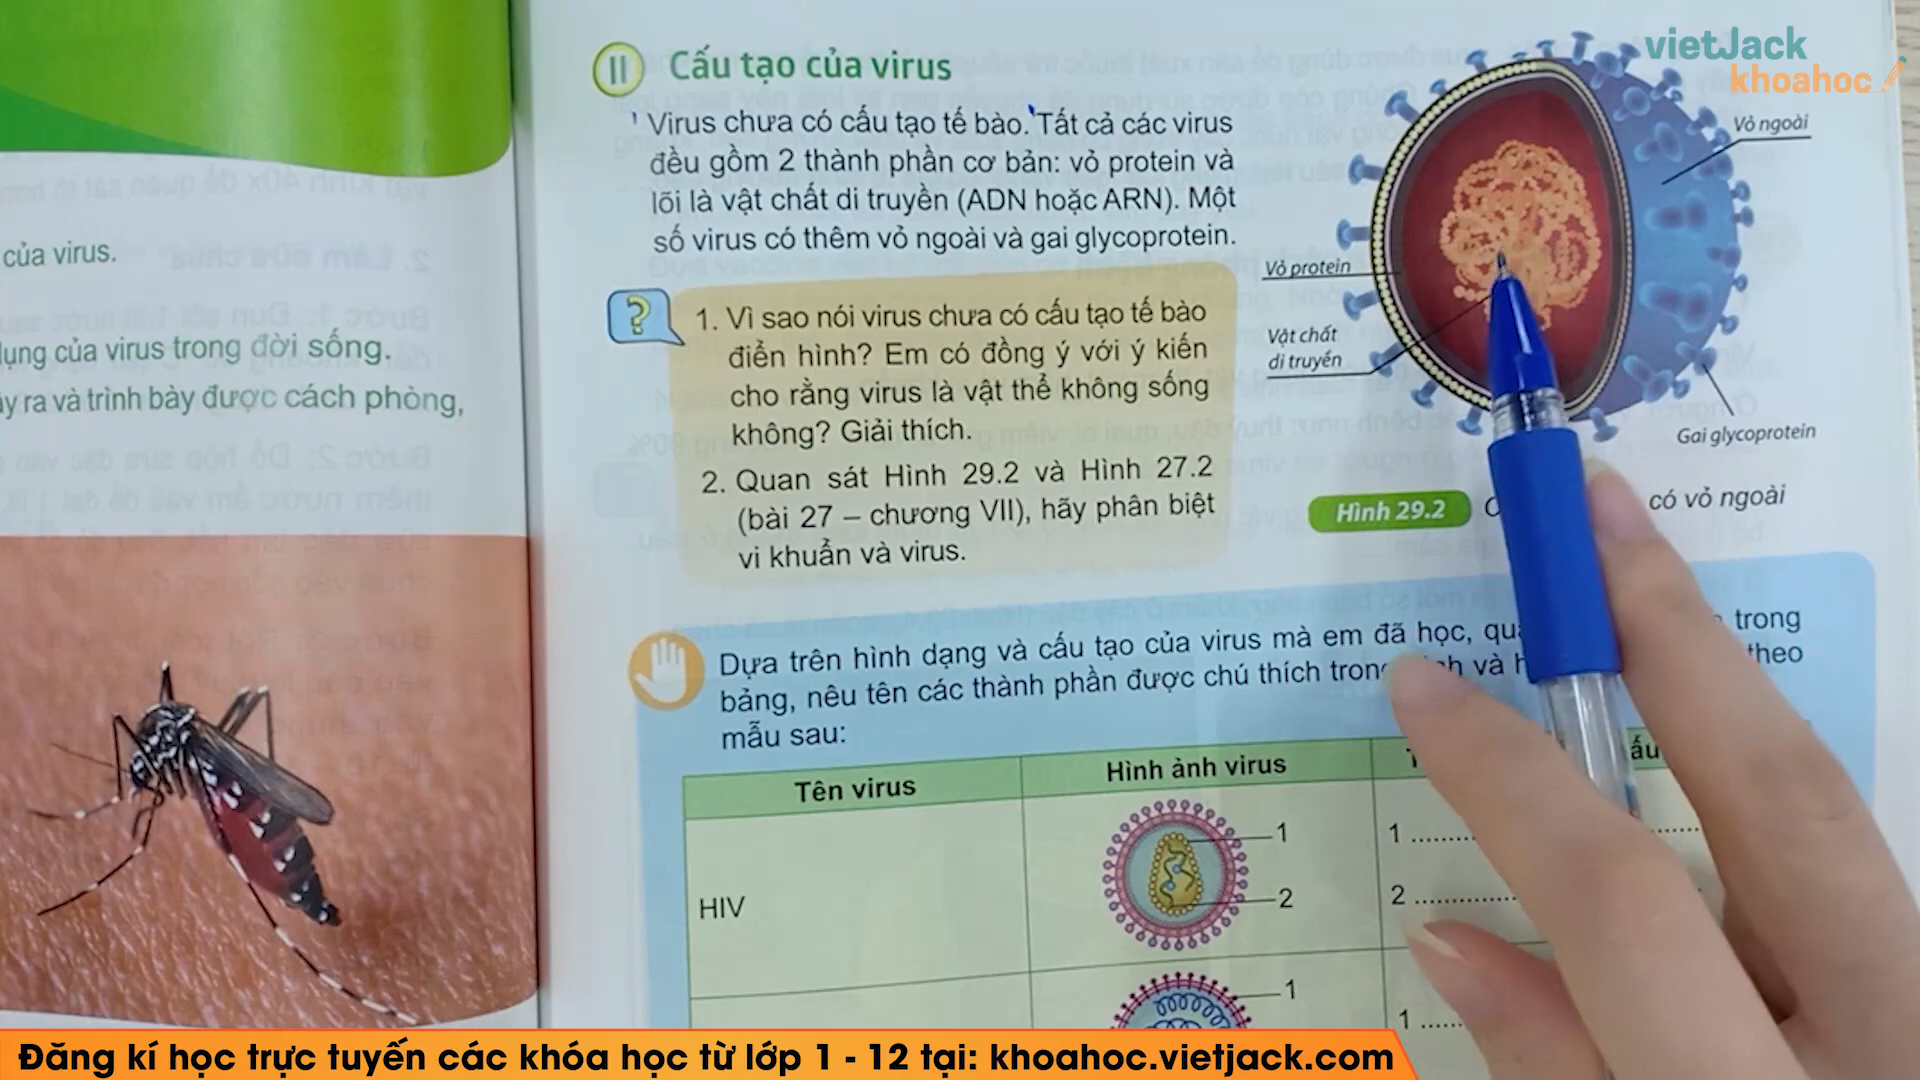 vietJack
khoahoc
của virus.
dụng của virus trong đời sống.
ây ra và trình bày được cách phòng,
II Cấu tạo của virus
Virus chưa có cấu tạo tế bào. Tất cả các virus
đều gồm 2 thành phần cơ bản: vỏ protein và
lõi là vật chất di truyền (ADN hoặc ARN). Một
số virus có thêm vỏ ngoài và gai glycoprotein.
? 1. Vì sao nói virus chưa có cấu tạo tế bào
điển hình? Em có đồng ý với ý kiến
cho rằng virus là vật thể không sống
không? Giải thích.
2. Quan sát Hình 29.2 và Hình 27.2
(bài 27 – chương VII), hãy phân biệt
vi khuẩn và virus.
Vỏ ngoài
Vỏ protein
Vật chất
di truyền
Gai glycoprotein
Hình 29.2 có vỏ ngoài
Dựa trên hình dạng và cấu tạo của virus mà em đã học, trong
bảng, nêu tên các thành phần được chú thích trong và theo
mẫu sau:
Tên virus Hình ảnh virus
HIV
1
2
1 ........
2 ..............
1
1 .....
Đăng kí học trực tuyến các khóa học từ lớp 1 - 12 tại: khoahoc.vietjack.com